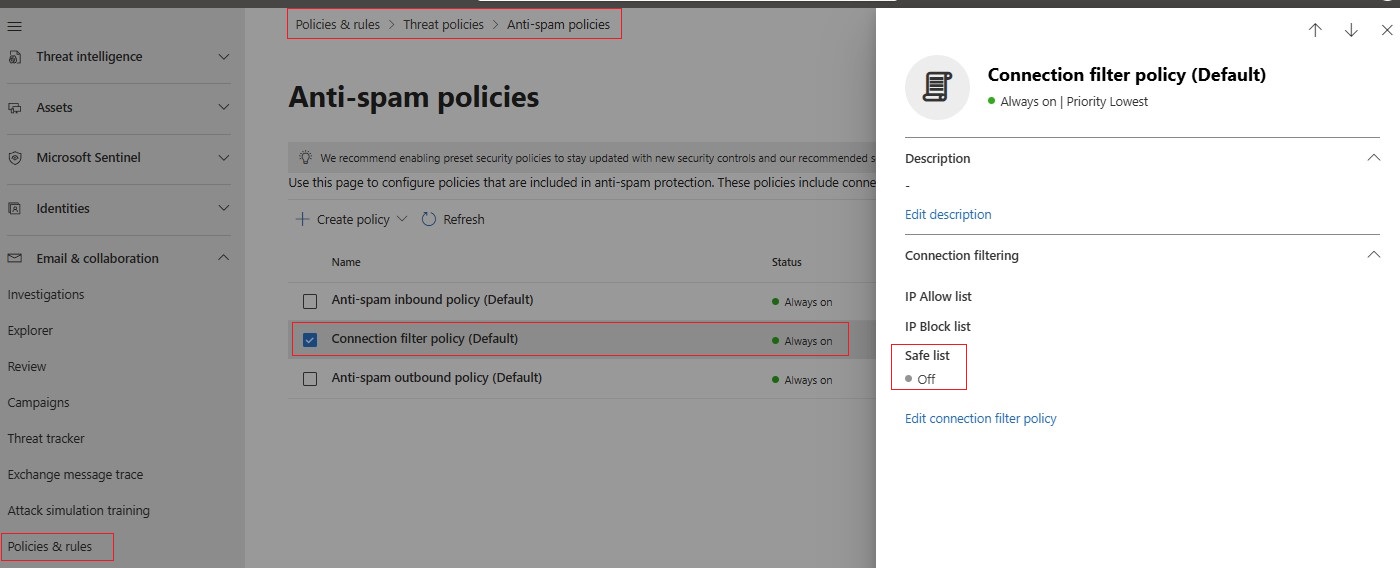 Threat intelligence
Assets
Microsoft Sentinel
Identities
Email & collaboration
Investigations
Explorer
Review
Campaigns
Threat tracker
Exchange message trace
Attack simulation training
Policies & rules
Policies & rules > Threat policies > Anti-spam policies
Anti-spam policies
We recommend enabling preset security policies to stay updated with new security controls and our recommended s
Use this page to configure policies that are included in anti-spam protection. These policies include conne
Create policy Refresh
Name Status
Anti-spam inbound policy (Default) Always on
Connection filter policy (Default) Always on
Anti-spam outbound policy (Default) Always on
Connection filter policy (Default)
Always on | Priority Lowest
Description
-
Edit description
Connection filtering
IP Allow list
IP Block list
Safe list
Off
Edit connection filter policy